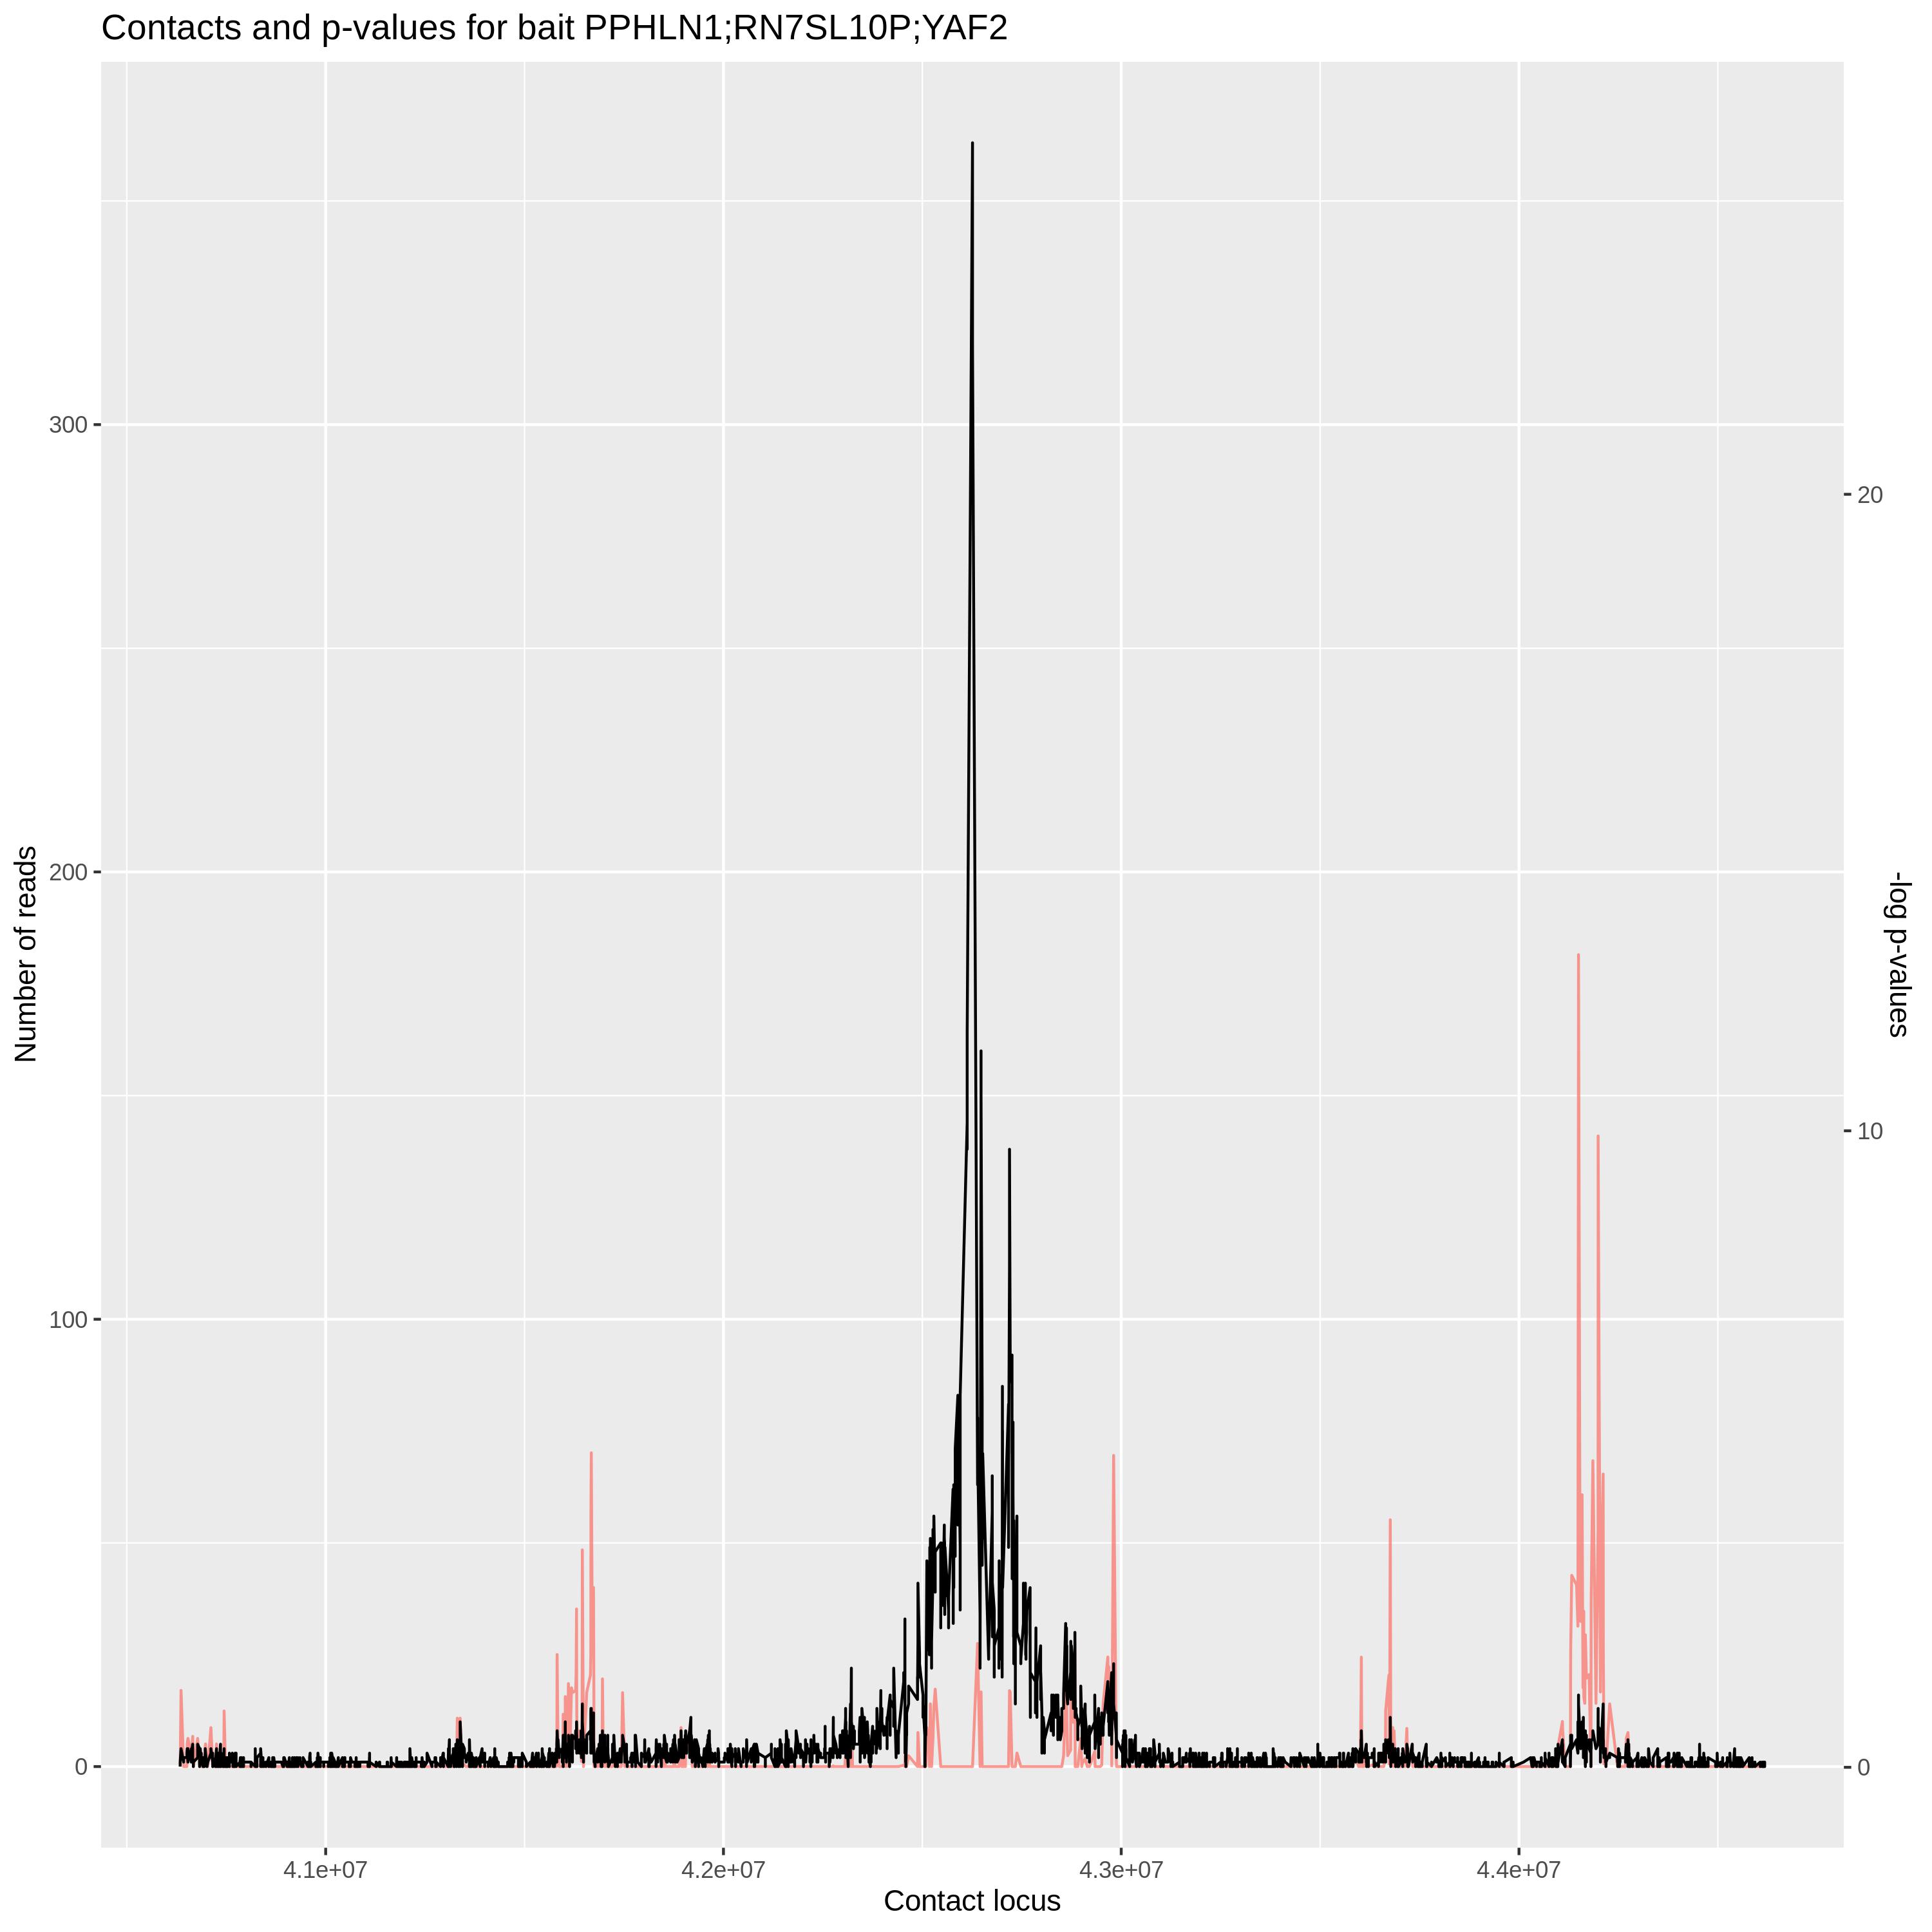 Contacts and p-values for bait PPHLN1;RN7SL10P;YAF2
300
200
100
0
Number of reads
20
10
0
-log p-values
4.1e+07
4.2e+07
4.3e+07
4.4e+07
Contact locus